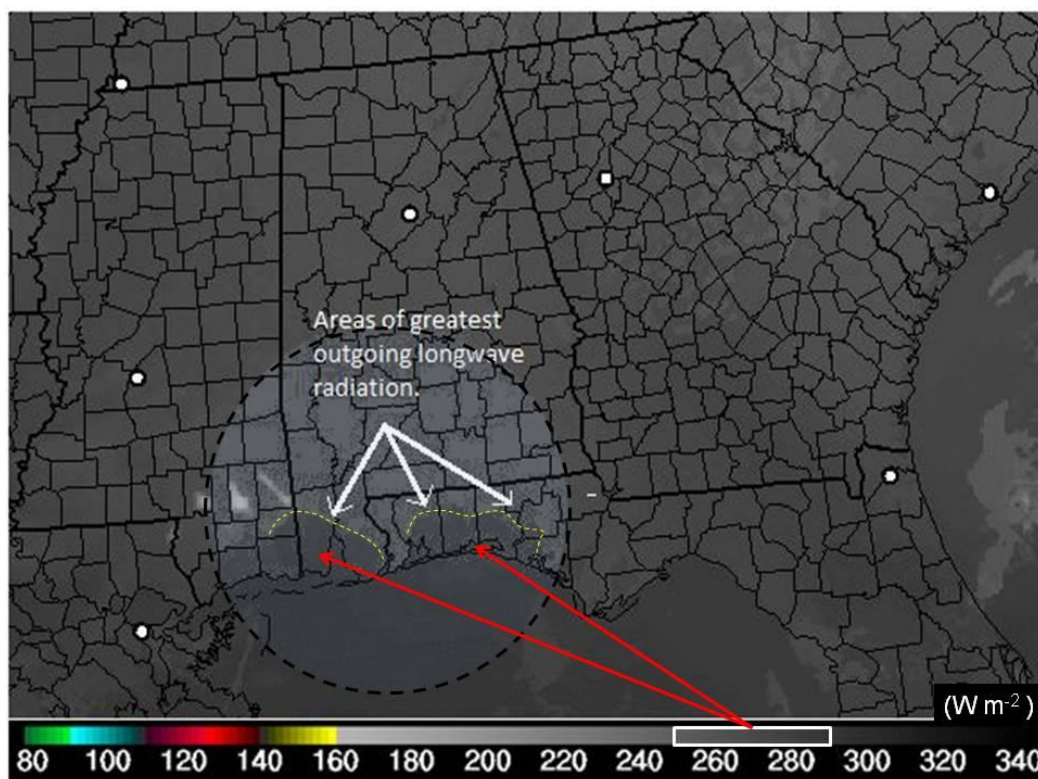 Areas of greatest
outgoing longwave
radiation.
(W m-2 )
80 100 120 140 160 180 200 220 240 260 280 300 320 340